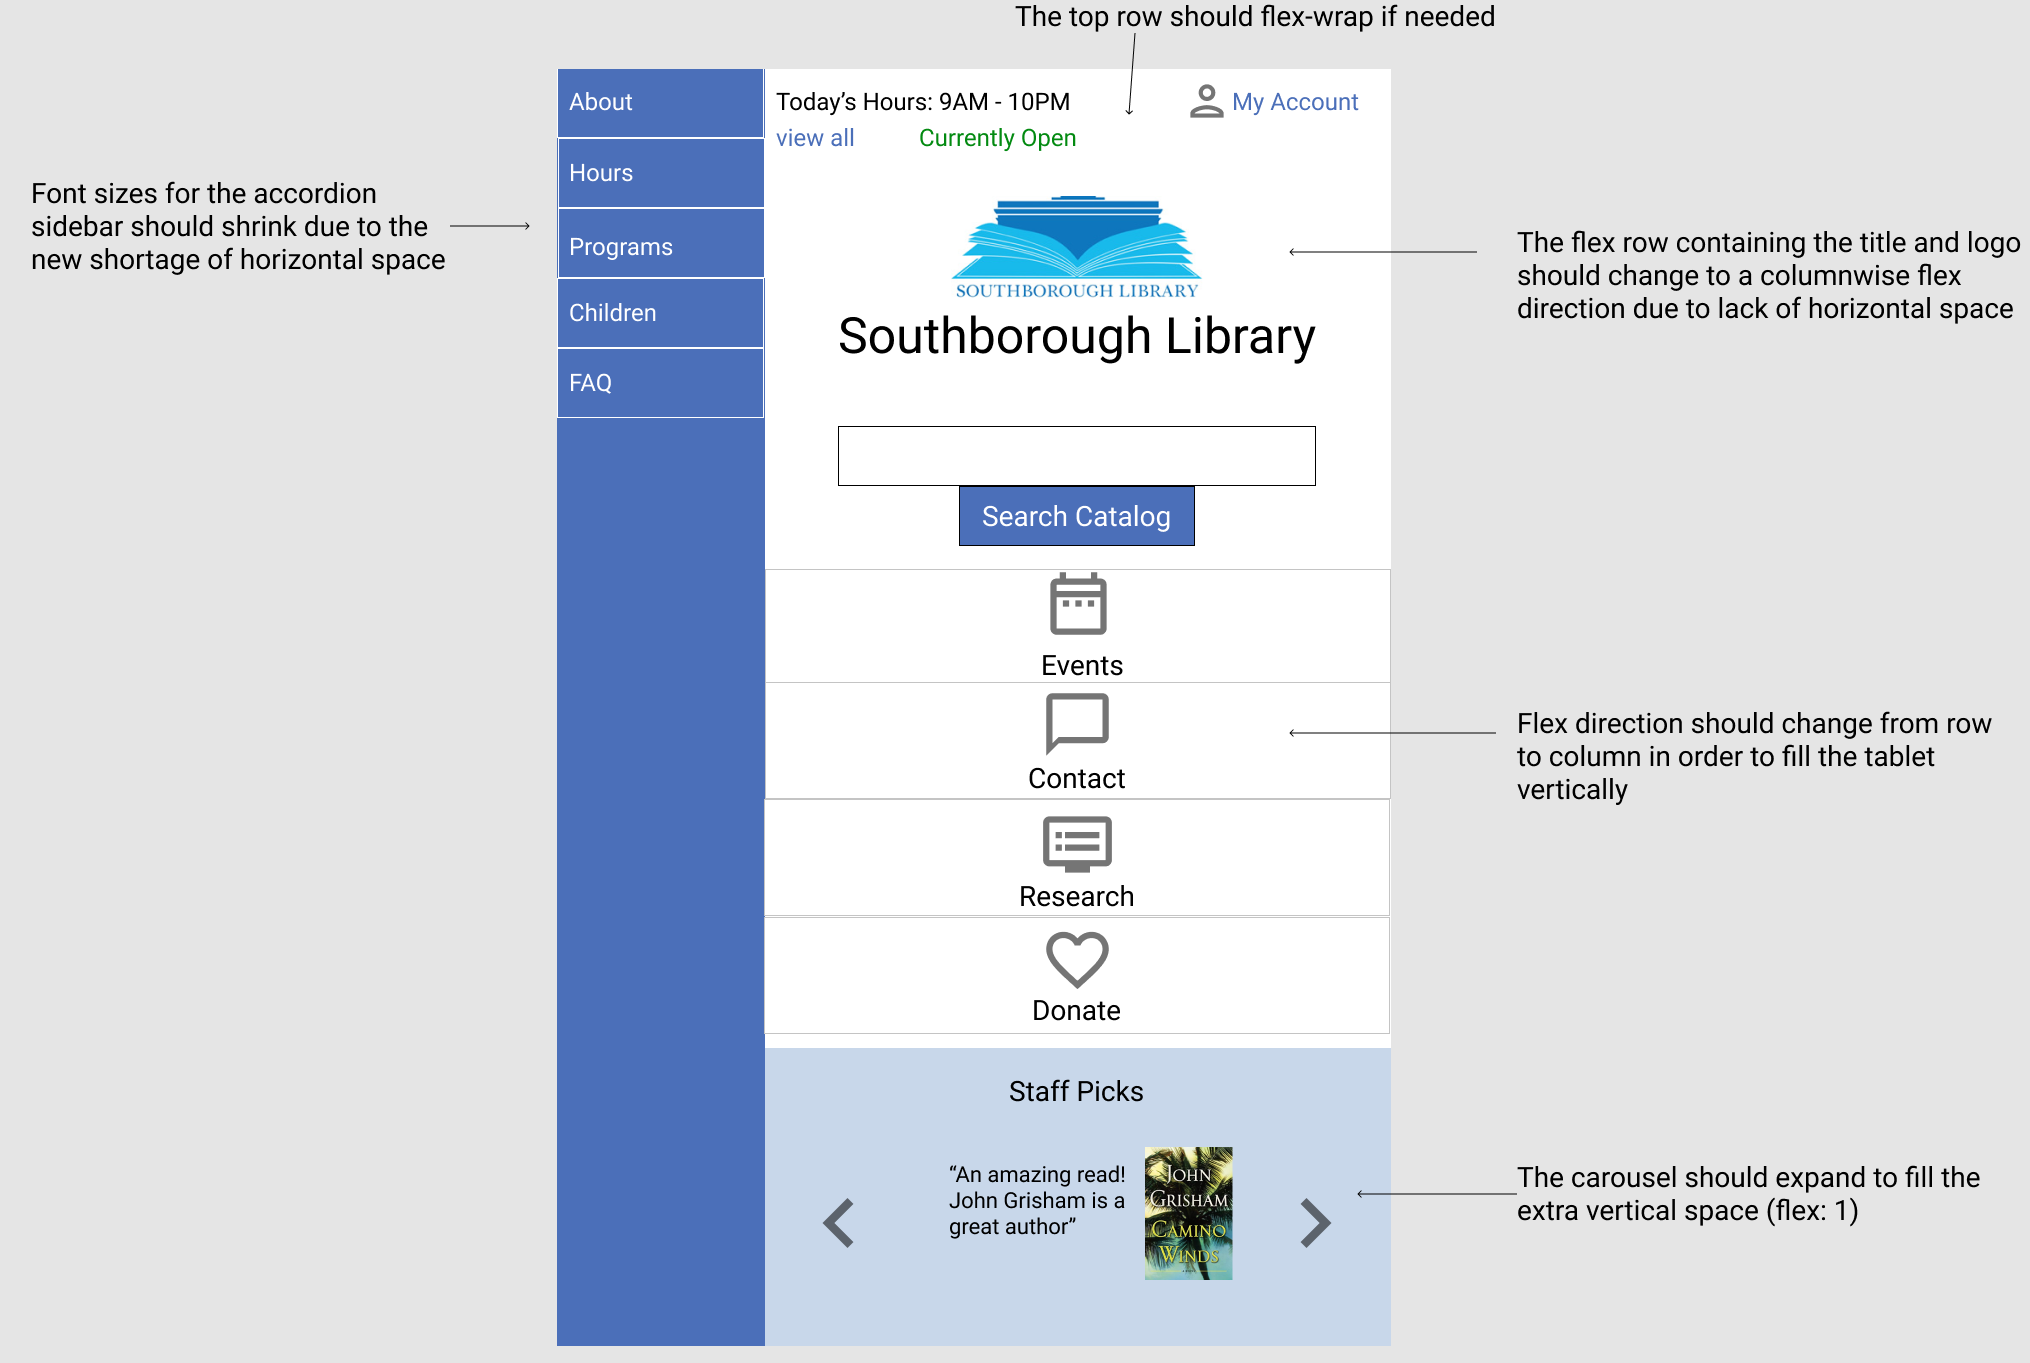 The top row should flex-wrap if needed
About
Hours
Programs
Children
FAQ
Today’s Hours: 9AM - 10PM
My Account
view all
Currently Open
Font sizes for the accordion
sidebar should shrink due to the
new shortage of horizontal space
SOUTHBOROUGH LIBRARY
Southborough Library
The flex row containing the title and logo
should change to a columnwise flex
direction due to lack of horizontal space
Search Catalog
Events
Contact
Research
Donate
Flex direction should change from row
to column in order to fill the tablet
vertically
Staff Picks
“An amazing read!
John Grisham is a
great author”
JOHN
GRISHAM
CAMINO
WINDS
The carousel should expand to fill the
extra vertical space (flex: 1)